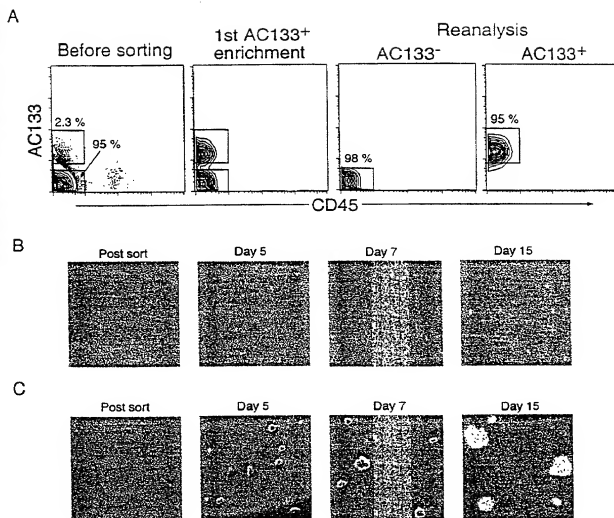 A
Before sorting
1st AC133+
enrichment
Reanalysis
AC133-
AC133+
AC133
2.3 %
95 %
98 %
95 %
CD45
B
Post sort
Day 5
Day 7
Day 15
C
Post sort
Day 5
Day 7
Day 15